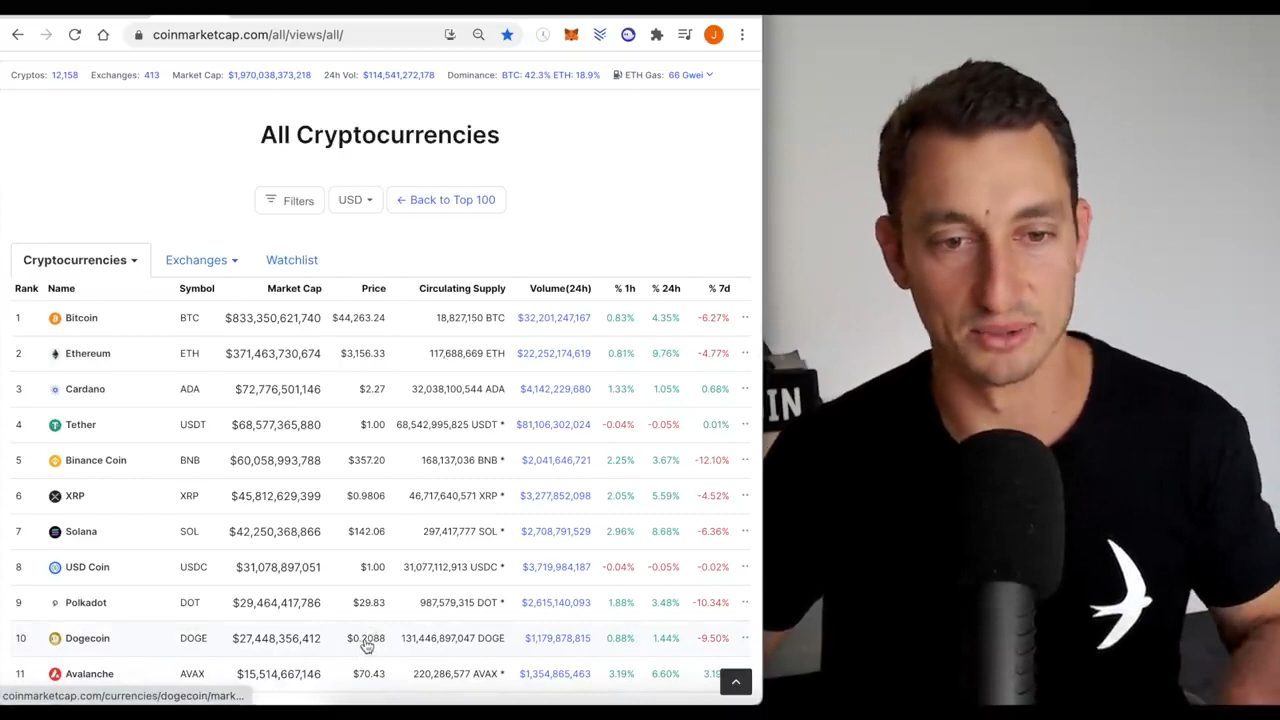 coinmarketcap.com/all/views/all/
J
Cryptos: 12,158 Exchanges: 413 Market Cap: $1,970,038,373,218 24h Vol: $114,541,272,178 Dominance: BTC: 42.3% ETH: 18.9% ETH Gas: 66 Gwei
All Cryptocurrencies
Filters USD ← Back to Top 100
Cryptocurrencies Exchanges Watchlist
Rank Name Symbol Market Cap Price Circulating Supply Volume(24h) % 1h % 24h % 7d
1 Bitcoin BTC $833,350,621,740 $44,263.24 18,827,150 BTC $32,201,247,167 0.83% 4.35% -6.27%
2 Ethereum ETH $371,463,730,674 $3,156.33 117,688,669 ETH $22,252,174,619 0.81% 9.76% -4.77%
3 Cardano ADA $72,776,501,146 $2.27 32,038,100,544 ADA $4,142,229,680 1.33% 1.05% 0.68%
4 Tether USDT $68,577,365,880 $1.00 68,542,995,825 USDT * $81,106,302,024 -0.04% -0.05% 0.01%
5 Binance Coin BNB $60,058,993,788 $357.20 168,137,036 BNB * $2,041,646,721 2.25% 3.67% -12.10%
6 XRP XRP $45,812,629,399 $0.9806 46,717,640,571 XRP * $3,277,852,098 2.05% 5.59% -4.52%
7 Solana SOL $42,250,368,866 $142.06 297,417,777 SOL * $2,708,791,529 2.96% 8.68% -6.36%
8 USD Coin USDC $31,078,897,051 $1.00 31,077,112,913 USDC * $3,719,984,187 -0.04% -0.05% -0.02%
9 Polkadot DOT $29,464,417,786 $29.83 987,579,315 DOT * $2,615,140,093 1.88% 3.48% -10.34%
10 Dogecoin DOGE $27,448,356,412 $0.2088 131,446,897,047 DOGE $1,179,878,815 0.88% 1.44% -9.50%
11 Avalanche AVAX $15,514,667,146 $70.43 220,286,577 AVAX * $1,354,865,463 3.19% 6.60% 3.19
coinmarketcap.com/currencies/dogecoin/mark...
IN